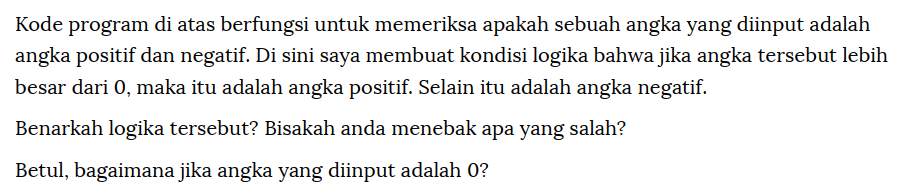 Kode program di atas berfungsi untuk memeriksa apakah sebuah angka yang diinput adalah
angka positif dan negatif. Di sini saya membuat kondisi logika bahwa jika angka tersebut lebih
besar dari 0, maka itu adalah angka positif. Selain itu adalah angka negatif.
Benarkah logika tersebut? Bisakah anda menebak apa yang salah?
Betul, bagaimana jika angka yang diinput adalah 0?